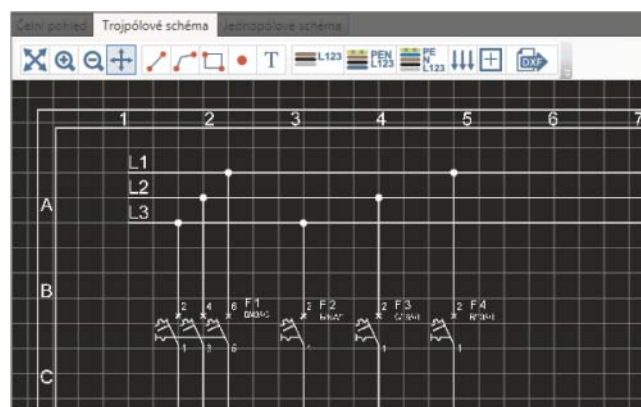 Čelní pohled Trojpólové schéma Jednopólové schéma
T L123 PEN L123 PE N L123 DXF
1 2 3 4 5 6 7
L1
L2
A
L3
B
2 4 6 F1 2 F2 2 F3 2 F4
1 3 5 1 1 1
C